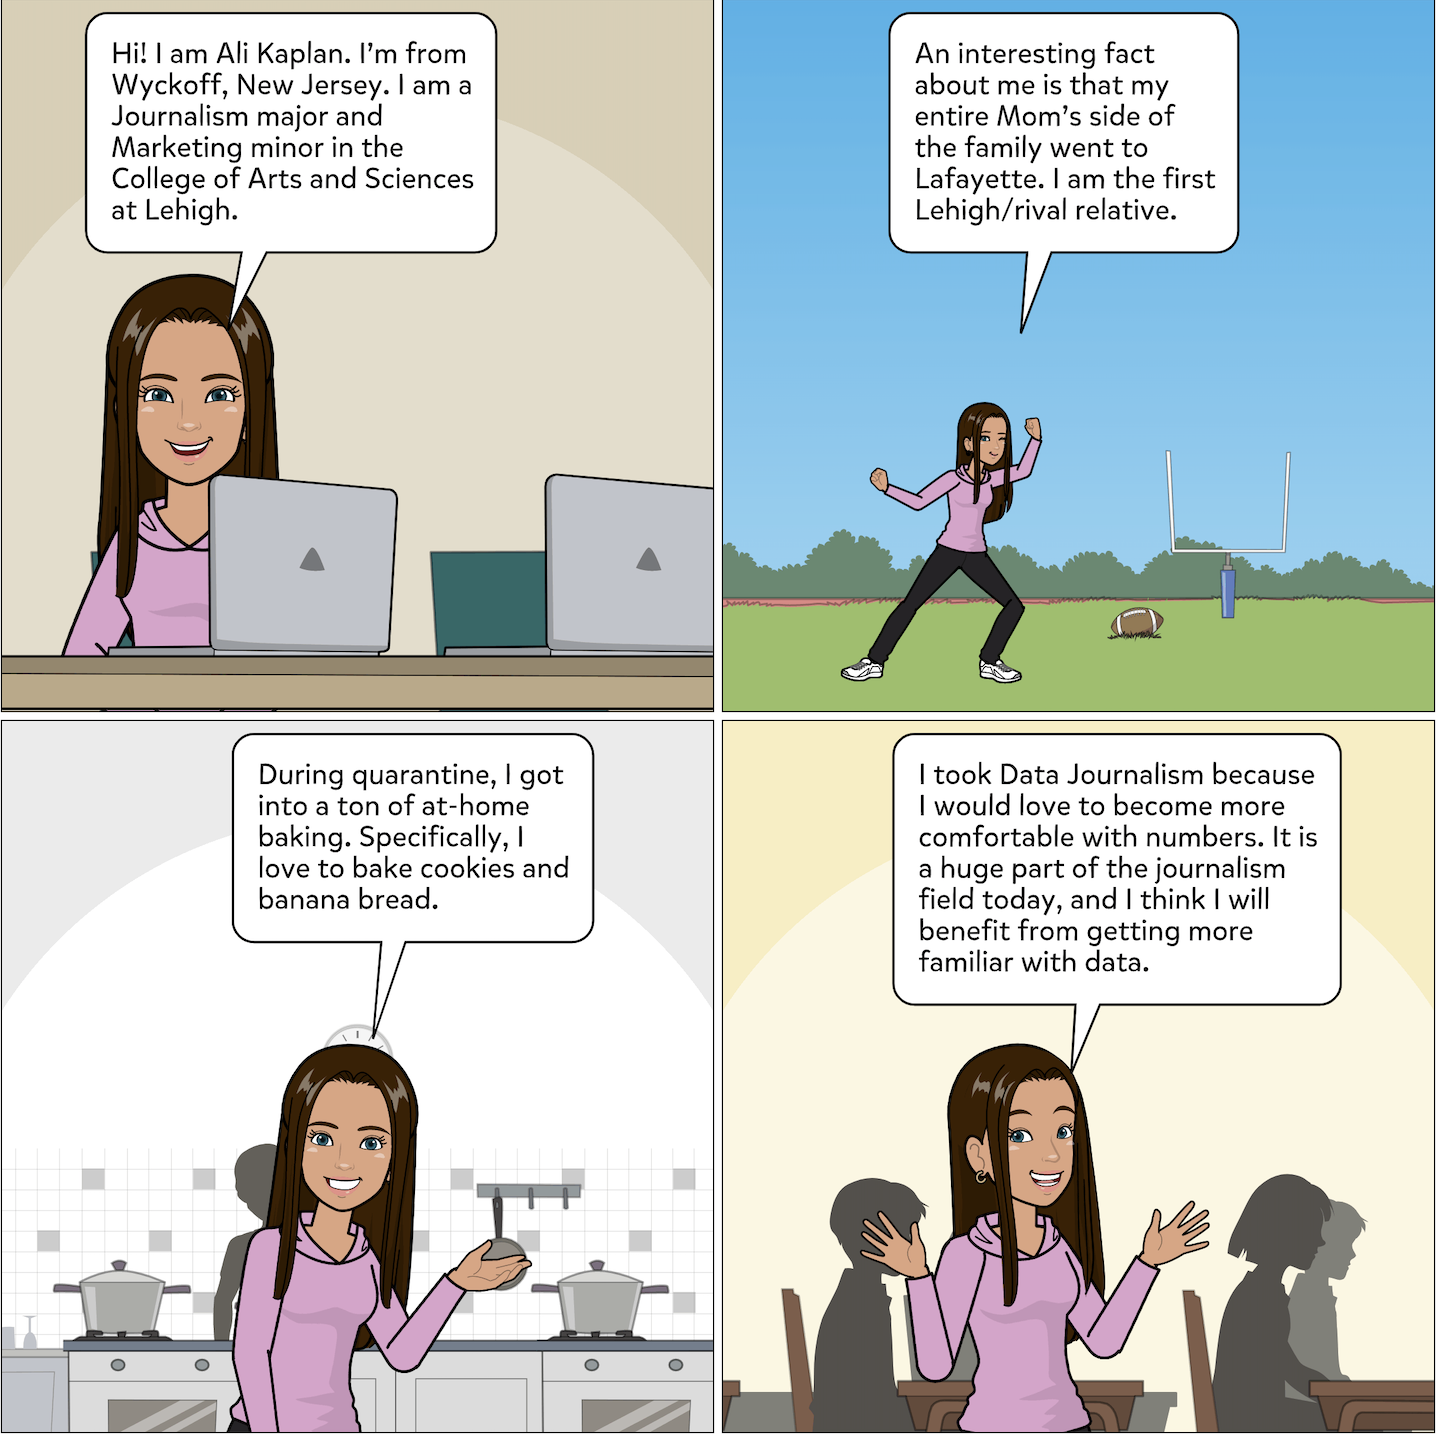 Hi! I am Ali Kaplan. I’m from
Wyckoff, New Jersey. I am a
Journalism major and
Marketing minor in the
College of Arts and Sciences
at Lehigh.
An interesting fact
about me is that my
entire Mom’s side of
the family went to
Lafayette. I am the first
Lehigh/rival relative.
During quarantine, I got
into a ton of at-home
baking. Specifically, I
love to bake cookies and
banana bread.
I took Data Journalism because
I would love to become more
comfortable with numbers. It is
a huge part of the journalism
field today, and I think I will
benefit from getting more
familiar with data.